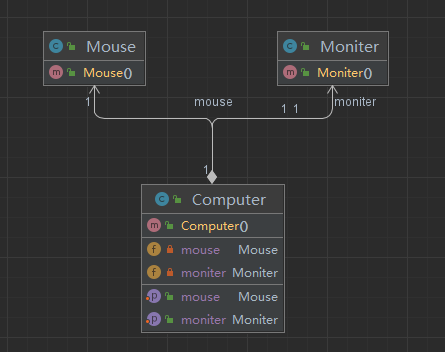 C Mouse
m Mouse()
C Moniter
m Moniter()
1
mouse
1 1
moniter
1
C Computer
m Computer()
f mouse Mouse
f moniter Moniter
p mouse Mouse
p moniter Moniter